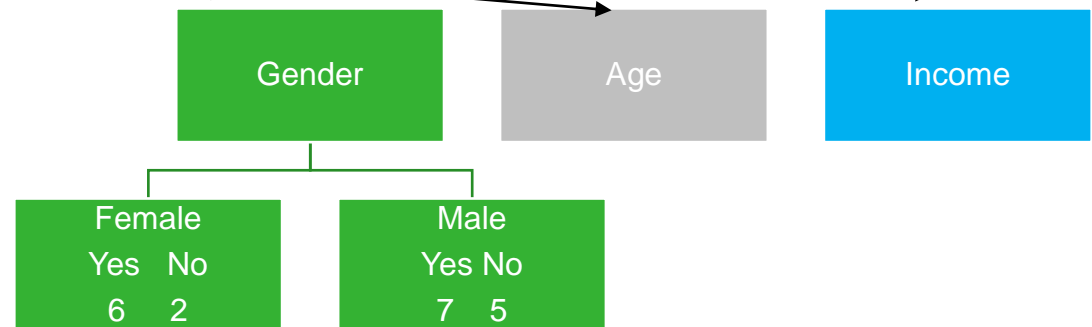 Gender
Age
Income
Female
Yes No
6 2
Male
Yes No
7 5